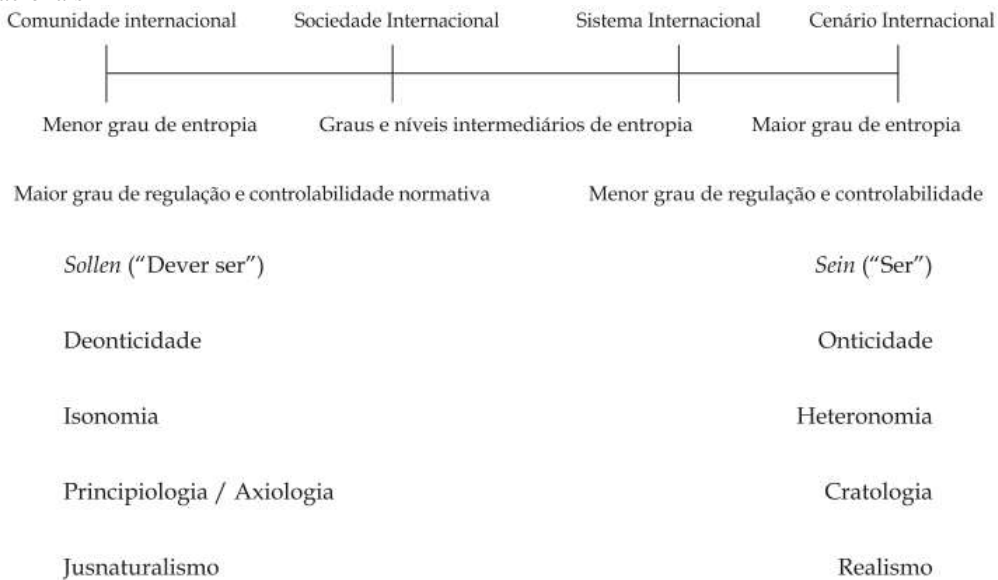 Comunidade internacional Sociedade Internacional Sistema Internacional Cenário Internacional
Menor grau de entropia Graus e níveis intermediários de entropia Maior grau de entropia
Maior grau de regulação e controlabilidade normativa Menor grau de regulação e controlabilidade
Sollen (“Dever ser”) Sein (“Ser”)
Deonticidade Onticidade
Isonomia Heteronomia
Principiologia / Axiologia Cratologia
Jusnaturalismo Realismo